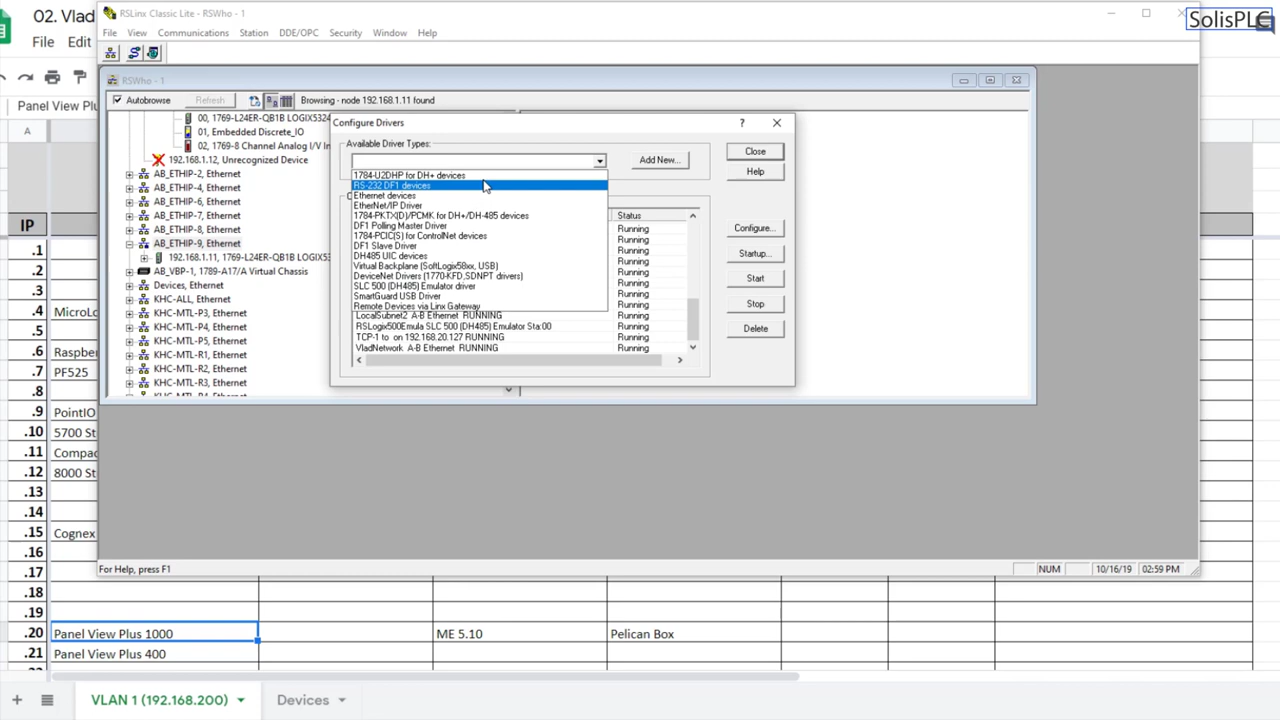 02. Vlad
File Edit
Panel View Plu
A
IP
.1
.2
.3
.4 MicroLo
.6 Raspber
.7 PF525
.8
.9 PointIO
.10 5700 St
.11 Compac
.12 8000 St
.13
.14
.15 Cognex
.16
.17
.18
.19
.20 Panel View Plus 1000 ME 5.10 Pelican Box
.21 Panel View Plus 400
VLAN 1 (192.168.200) Devices
RSLinx Classic Lite - RSWho - 1
SolisPLC
File View Communications Station DDE/OPC Security Window Help
RSWho - 1
Autobrowse Refresh Browsing - node 192.168.1.11 found
00, 1769-L24ER-QB1B LOGIX5324
01, Embedded Discrete_IO
02, 1769-8 Channel Analog I/V In
192.168.1.12, Unrecognized Device
AB_ETHIP-2, Ethernet
AB_ETHIP-4, Ethernet
AB_ETHIP-5, Ethernet
AB_ETHIP-6, Ethernet
AB_ETHIP-7, Ethernet
AB_ETHIP-8, Ethernet
AB_ETHIP-9, Ethernet
192.168.1.11, 1769-L24ER-QB1B LOGIX53
AB_VBP-1, 1789-A17/A Virtual Chassis
Devices, Ethernet
KHC-ALL, Ethernet
KHC-MTL-P3, Ethernet
KHC-MTL-P4, Ethernet
KHC-MTL-P5, Ethernet
KHC-MTL-R1, Ethernet
KHC-MTL-R2, Ethernet
KHC-MTL-R3, Ethernet
KHC-MTL-R4, Ethernet
Configure Drivers
? 
Available Driver Types:
Add New...
Close
Help
1784-U2DHP for DH+ devices
RS-232 DF1 devices
Ethernet devices
EtherNet/IP Driver
1784-PKTX(D)/PCMK for DH+/DH-485 devices
DF1 Polling Master Driver
1784-PCIC(S) for ControlNet devices
DF1 Slave Driver
DH485 UIC devices
Virtual Backplane (SoftLogix58xx, USB)
DeviceNet Drivers (1770-KFD,SDNPT drivers)
SLC 500 (DH485) Emulator driver
SmartGuard USB Driver
Remote Devices via Linx Gateway
LocalSubnet2 A-B Ethernet RUNNING
RSLogix500Emula SLC 500 (DH485) Emulator Sta:00
TCP-1 to on 192.168.20.127 RUNNING
VladNetwork A-B Ethernet RUNNING
Status
Running
Running
Running
Running
Running
Running
Running
Running
Running
Running
Running
Running
Configure...
Startup...
Start
Stop
Delete
For Help, press F1 NUM 10/16/19 02:59 PM